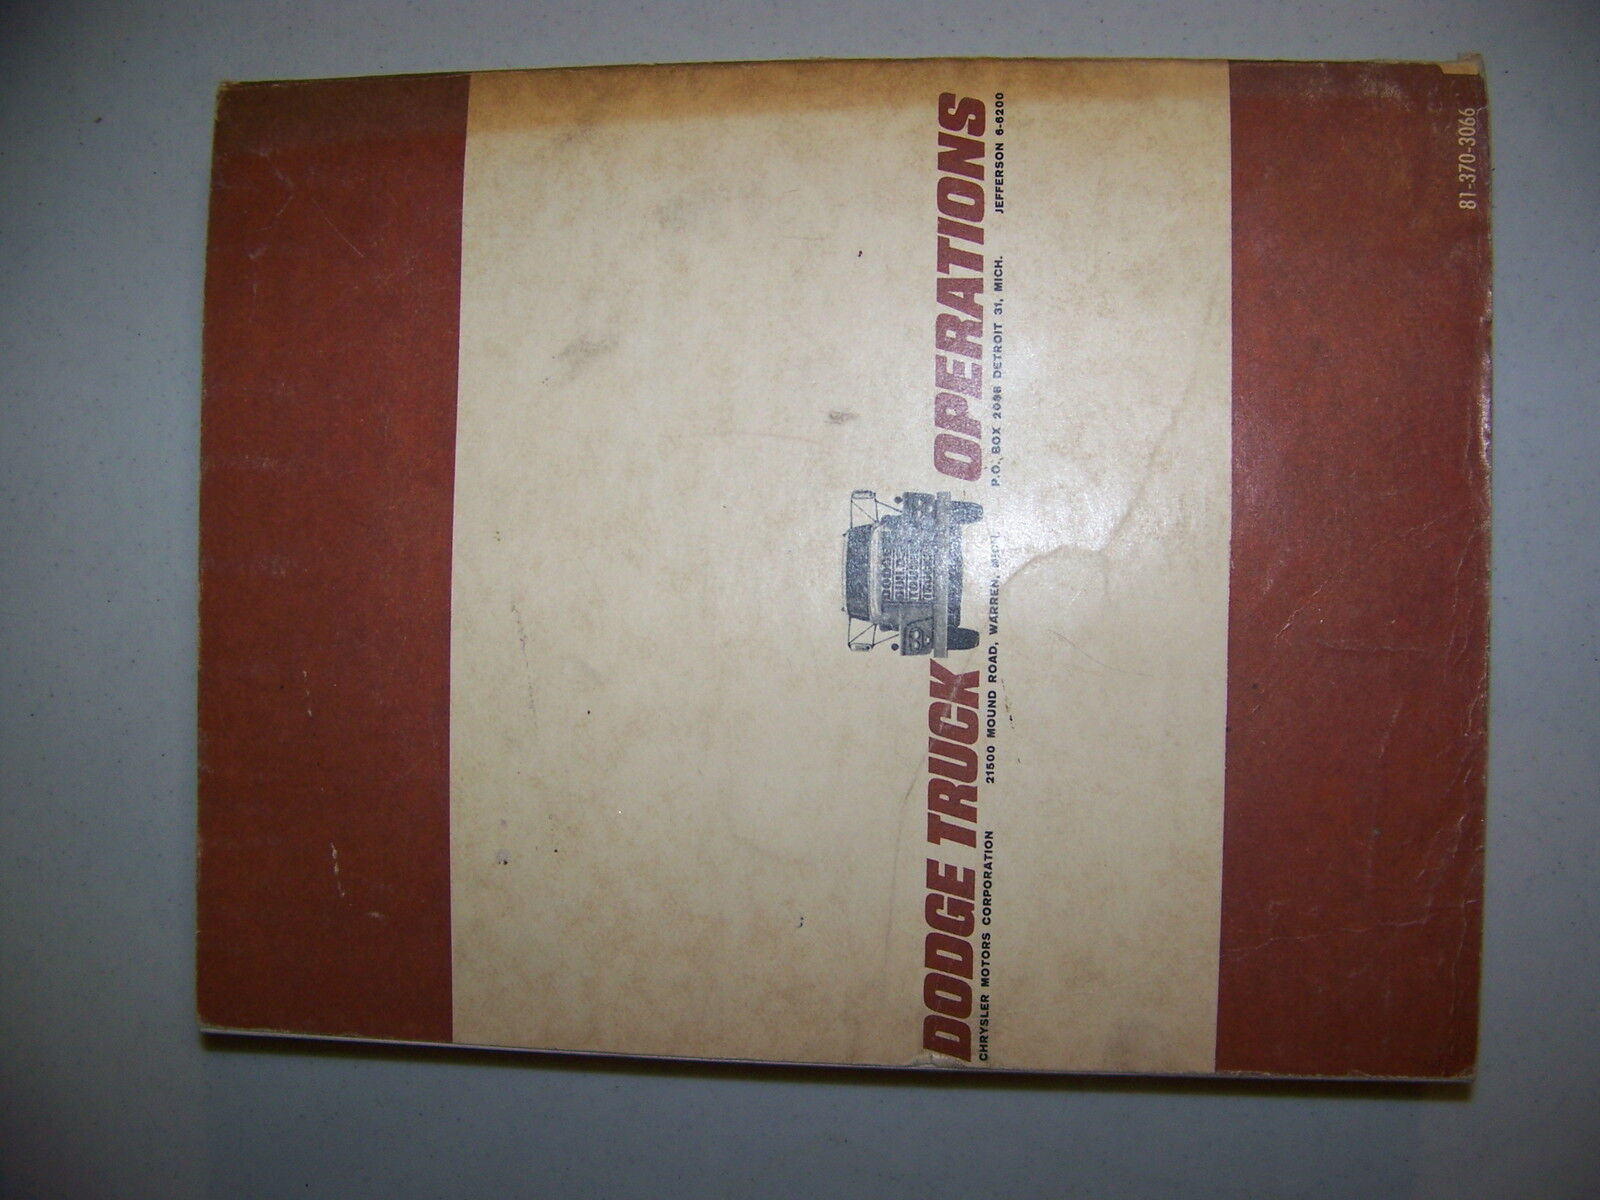 DODGE TRUCK OPERATIONS
CHRYSLER MOTORS CORPORATION 21500 MOUND ROAD, WARREN, MICH. P.O. BOX DETROIT 31, MICH. JEFFERSON 6-6200
81-370-3066